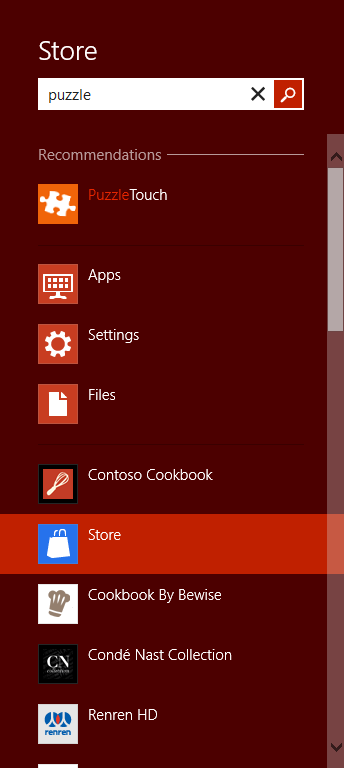 Store
puzzle
Recommendations
PuzzleTouch
Apps
Settings
Files
Contoso Cookbook
Store
Cookbook By Bewise
CN
Condé Nast Collection
Renren HD
renren